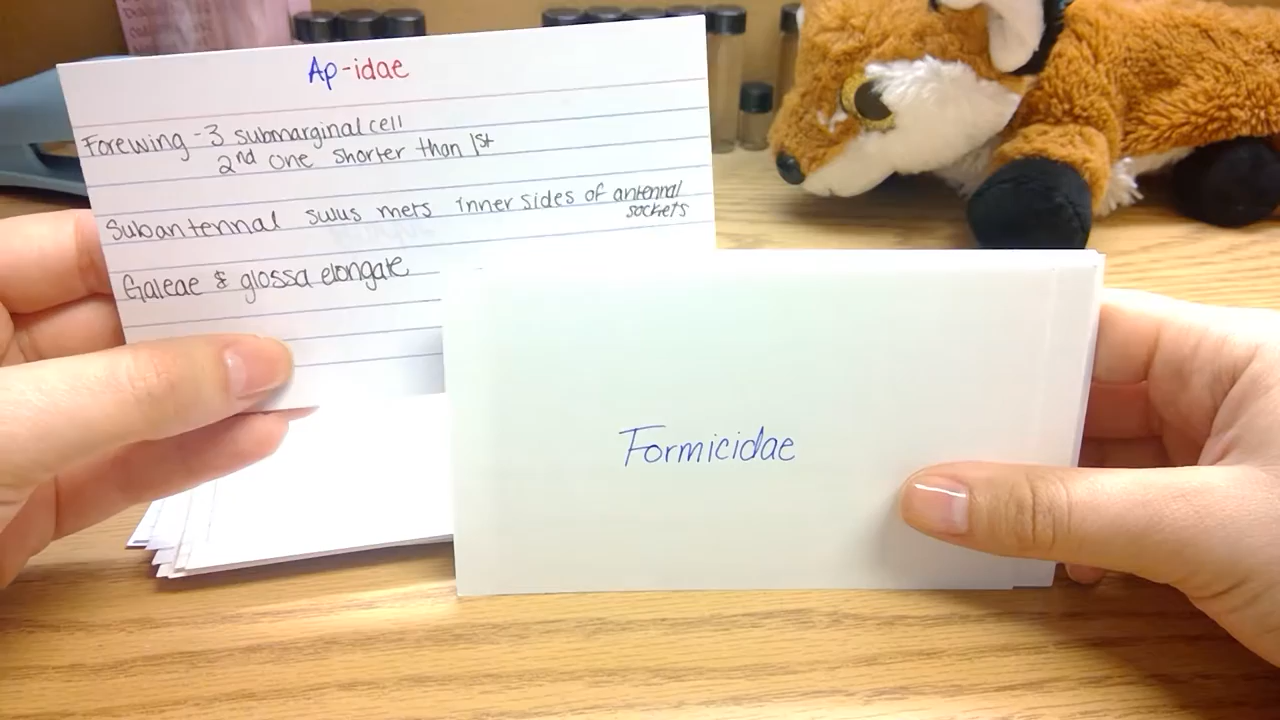 Ap-idae
Forewing - 3 submarginal cell
2nd one shorter than 1st
Subantennal sulus mets inner sides of antennal
sockets
Galeae & glossa elongate
Formicidae